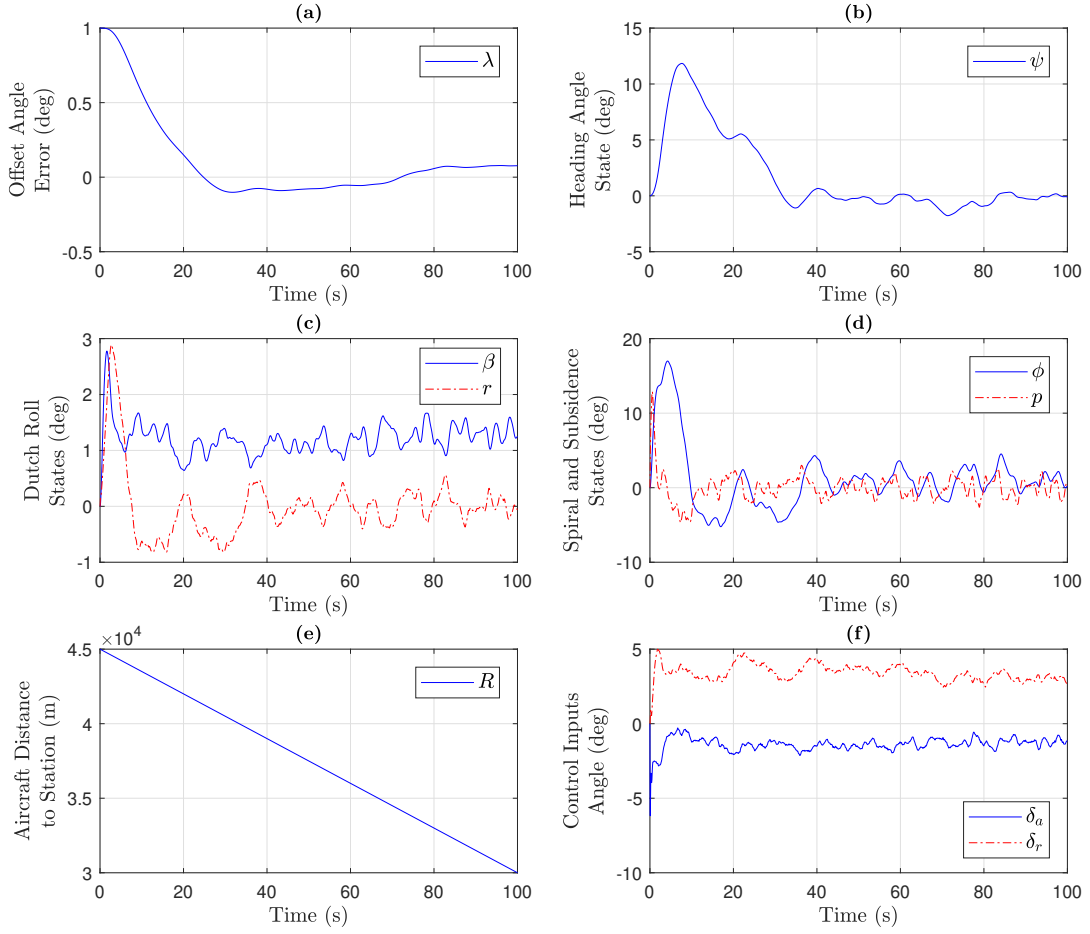 (a)
1
0.5
0
-0.5
Offset Angle
Error (deg)
λ
0 20 40 60 80 100
Time (s)
(b)
15
10
5
0
-5
Heading Angle
State (deg)
ψ
0 20 40 60 80 100
Time (s)
(c)
3
2
1
0
-1
Dutch Roll
States (deg)
β
r
0 20 40 60 80 100
Time (s)
(d)
20
10
0
-10
Spiral and Subsidence
States (deg)
ϕ
p
0 20 40 60 80 100
Time (s)
(e)
×10⁴
4.5
4
3.5
3
Aircraft Distance
to Station (m)
R
0 20 40 60 80 100
Time (s)
(f)
5
0
-5
-10
Control Inputs
Angle (deg)
δₐ
δᵣ
0 20 40 60 80 100
Time (s)